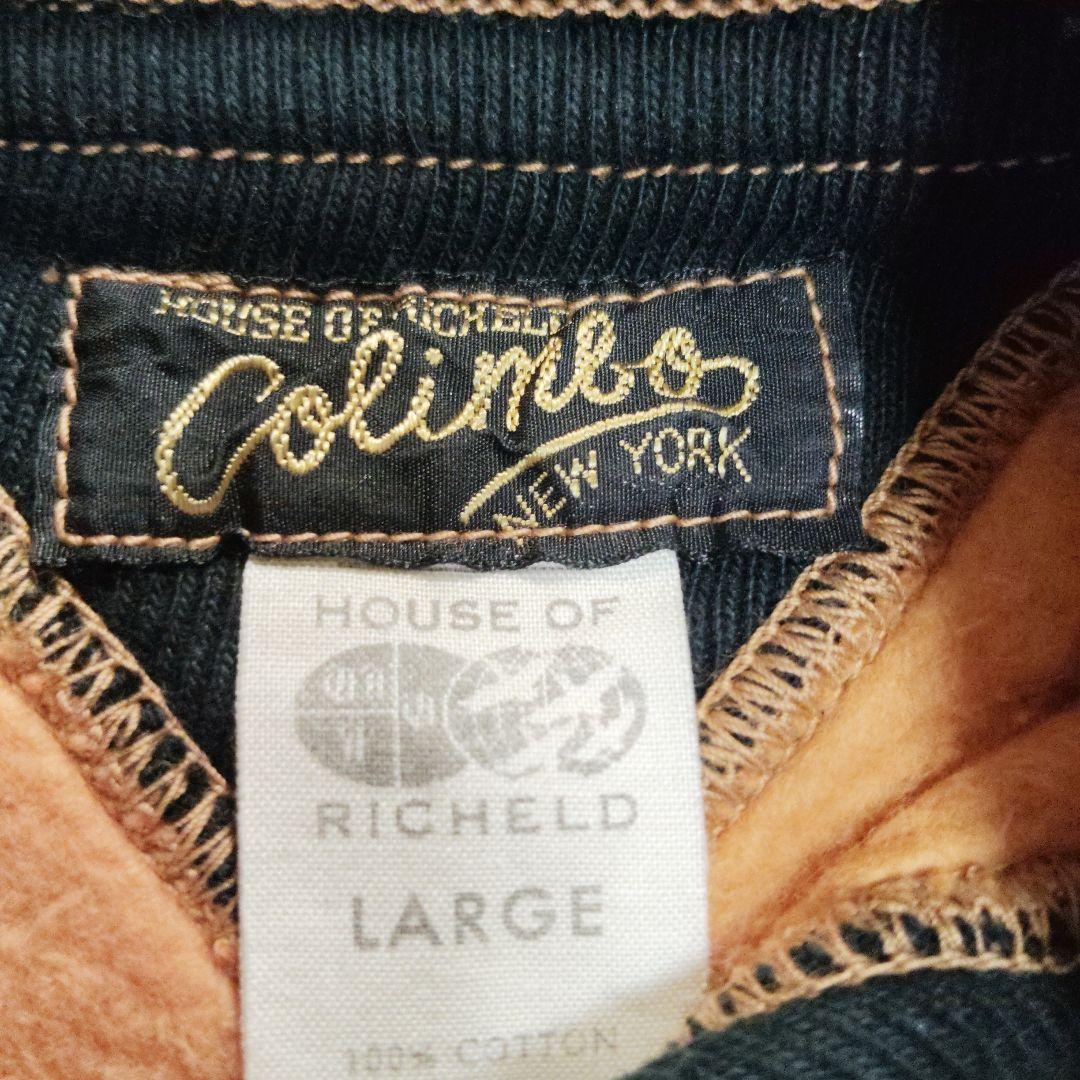 HOUSE OF RICHELD
Colimbo
NEW YORK
HOUSE OF
RICHELD
LARGE
100% COTTON